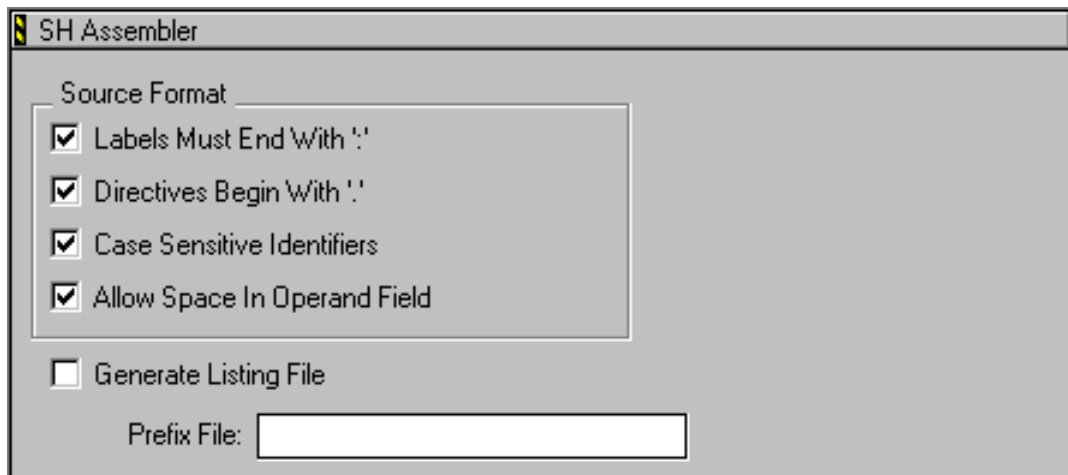 SH Assembler
Source Format
Labels Must End With ':'
Directives Begin With '.'
Case Sensitive Identifiers
Allow Space In Operand Field
Generate Listing File
Prefix File: